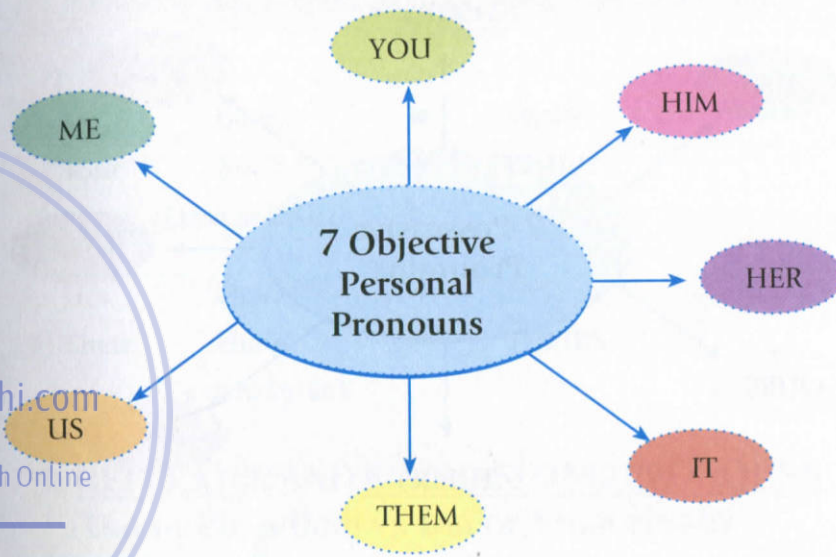 YOU
HIM
ME
7 Objective
Personal
Pronouns
HER
hi.com
US
h Online
IT
THEM